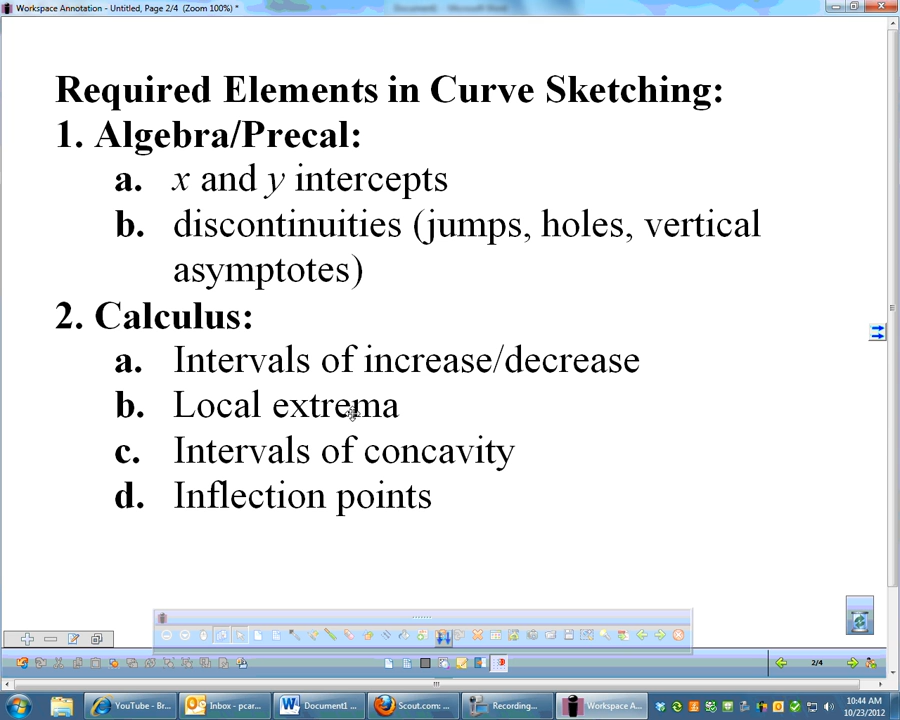 Workspace Annotation - Untitled, Page 2/4 (Zoom 100%) *
Required Elements in Curve Sketching:
1. Algebra/Precal:
a. x and y intercepts
b. discontinuities (jumps, holes, vertical
asymptotes)
2. Calculus:
a. Intervals of increase/decrease
b. Local extrema
c. Intervals of concavity
d. Inflection points
2/4
YouTube - Br... Inbox - pcar... Document1 ... Scout.com: ... Recording... Workspace A... 10:44 AM
10/23/2012